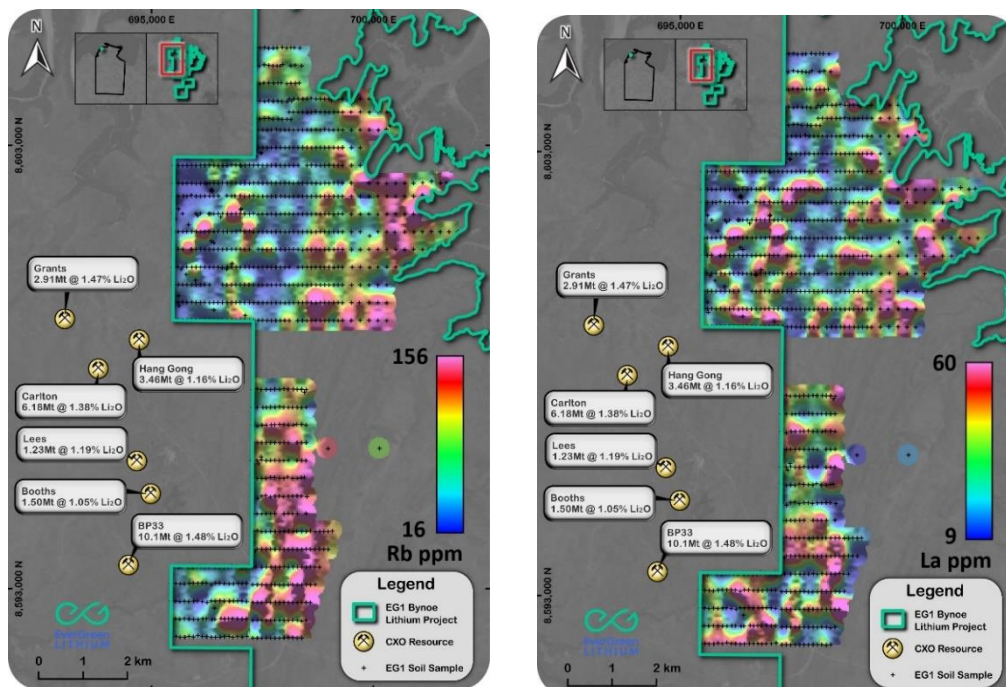 695,000 E
700,000 E
N
8,603,000 N
Grants
2.91Mt @ 1.47% Li₂O
Hang Gong
3.46Mt @ 1.16% Li₂O
Carlton
6.18Mt @ 1.38% Li₂O
Lees
1.23Mt @ 1.19% Li₂O
Booths
1.50Mt @ 1.05% Li₂O
BP33
10.1Mt @ 1.48% Li₂O
156
16
Rb ppm
8,593,000 N
EverGreen
LITHIUM
0 1 2 km
Legend
EG1 Bynoe
Lithium Project
CXO Resource
EG1 Soil Sample
695,000 E
700,000 E
N
8,603,000 N
Grants
2.91Mt @ 1.47% Li₂O
Hang Gong
3.46Mt @ 1.16% Li₂O
Carlton
6.18Mt @ 1.38% Li₂O
Lees
1.23Mt @ 1.19% Li₂O
Booths
1.50Mt @ 1.05% Li₂O
BP33
10.1Mt @ 1.48% Li₂O
60
9
La ppm
8,593,000 N
EverGreen
LITHIUM
0 1 2 km
Legend
EG1 Bynoe
Lithium Project
CXO Resource
EG1 Soil Sample